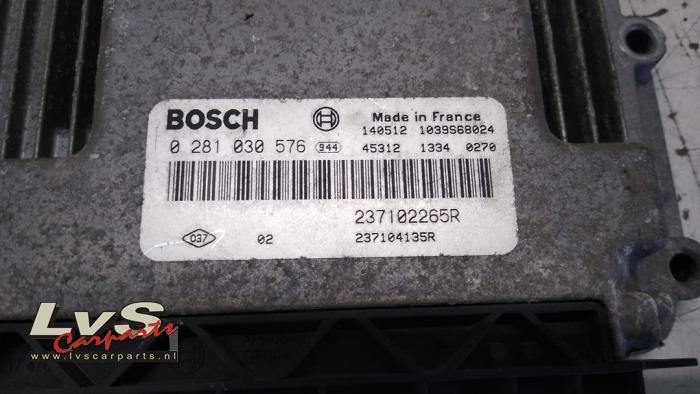 BOSCH
Made in France
140512 1039S68024
0 281 030 576 944 45312 1334 0270
237102265R
037 02 237104135R
LvS
Carparts
www.lvscarparts.nl